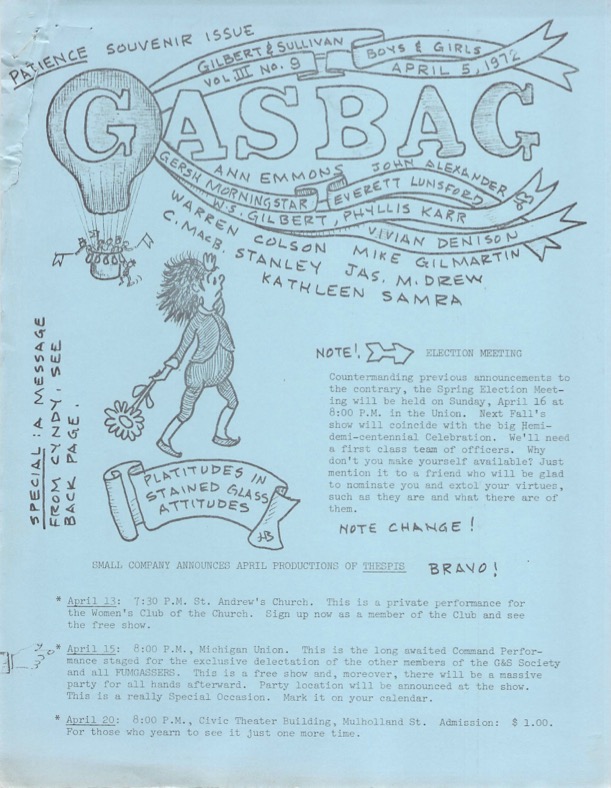 PATIENCE SOUVENIR ISSUE
GILBERT & SULLIVAN BOYS & GIRLS
VOL III NO. 9 APRIL 5, 1972
GASBAG
ANN EMMONS JOHN ALEXANDER
GERSH MORNINGSTAR EVERETT LUNSFORD &
W.S. GILBERT, PHYLLIS KARR
VIVIAN DENISON
WARREN COLSON MIKE GILMARTIN
C. MACB. STANLEY JAS. M. DREW
KATHLEEN SAMRA
SPECIAL: A MESSAGE
FROM CYNDY, SEE
BACK PAGE.
PLATITUDES IN
STAINED GLASS
ATTITUDES
NOTE! ELECTION MEETING
Countermanding previous announcements to
the contrary, the Spring Election Meet-
ing will be held on Sunday, April 16 at
8:00 P.M. in the Union. Next Fall's
show will coincide with the big Hemi-
demi-centennial Celebration. We'll need
a first class team of officers. Why
don't you make yourself available? Just
mention it to a friend who will be glad
to nominate you and extol your virtues,
such as they are and what there are of
them.
NOTE CHANGE!
SMALL COMPANY ANNOUNCES APRIL PRODUCTIONS OF THESPIS BRAVO!
* April 13: 7:30 P.M. St. Andrew's Church. This is a private performance for
the Women's Club of the Church. Sign up now as a member of the Club and see
the free show.
* April 15: 8:00 P.M., Michigan Union. This is the long awaited Command Perfor-
mance staged for the exclusive delectation of the other members of the G&S Society
and all FUMGASSERS. This is a free show and, moreover, there will be a massive
party for all hands afterward. Party location will be announced at the show.
This is a really Special Occasion. Mark it on your calendar.
* April 20: 8:00 P.M., Civic Theater Building, Mulholland St. Admission: $ 1.00.
For those who yearn to see it just one more time.